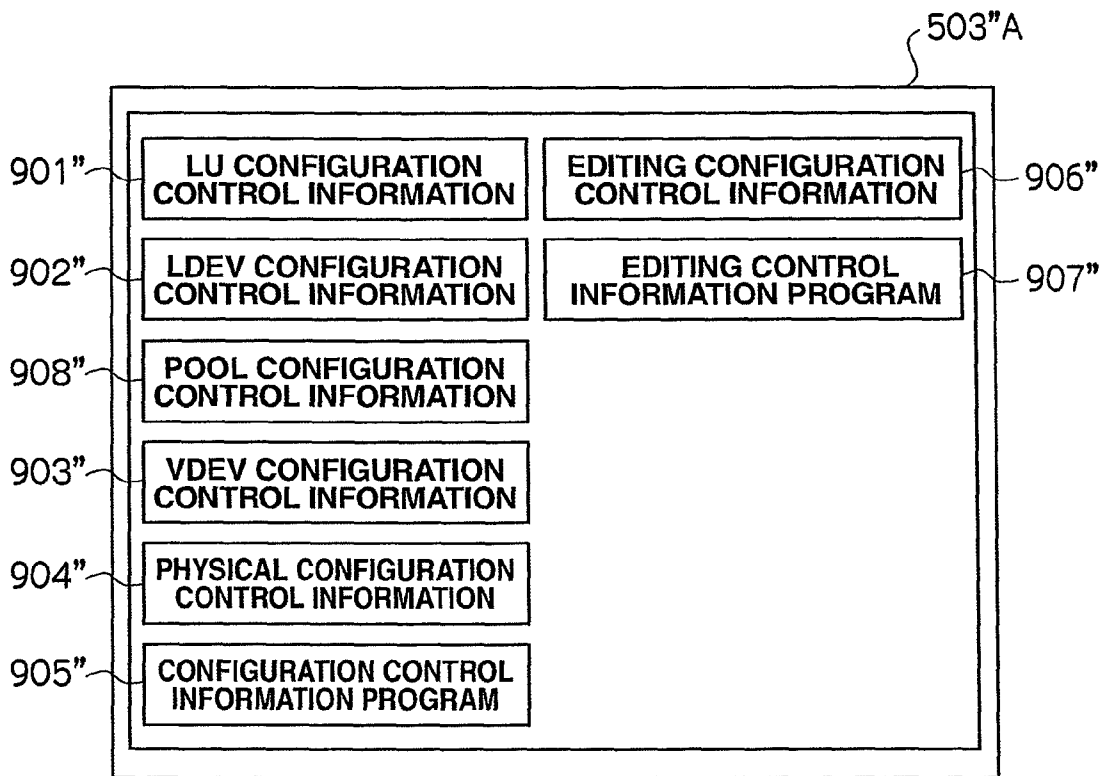 503”A
901”
LU CONFIGURATION
CONTROL INFORMATION
EDITING CONFIGURATION
CONTROL INFORMATION
906”
902”
LDEV CONFIGURATION
CONTROL INFORMATION
EDITING CONTROL
INFORMATION PROGRAM
907”
908”
POOL CONFIGURATION
CONTROL INFORMATION
903”
VDEV CONFIGURATION
CONTROL INFORMATION
904”
PHYSICAL CONFIGURATION
CONTROL INFORMATION
905”
CONFIGURATION CONTROL
INFORMATION PROGRAM